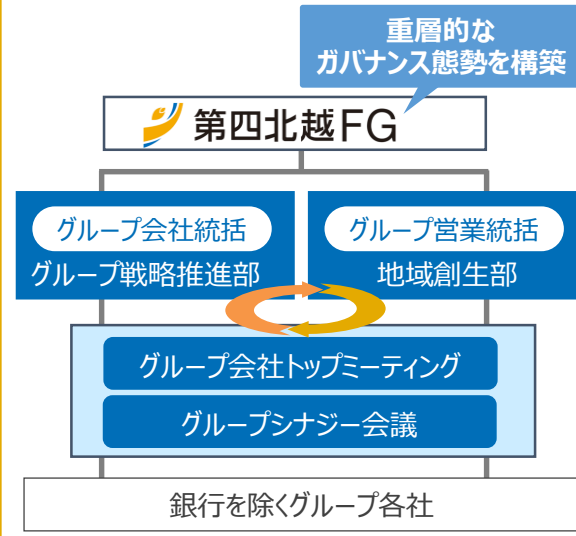 重層的な
ガバナンス態勢を構築
第四北越FG
グループ会社統括
グループ戦略推進部
グループ営業統括
地域創生部
グループ会社トップミーティング
グループシナジー会議
銀行を除くグループ各社